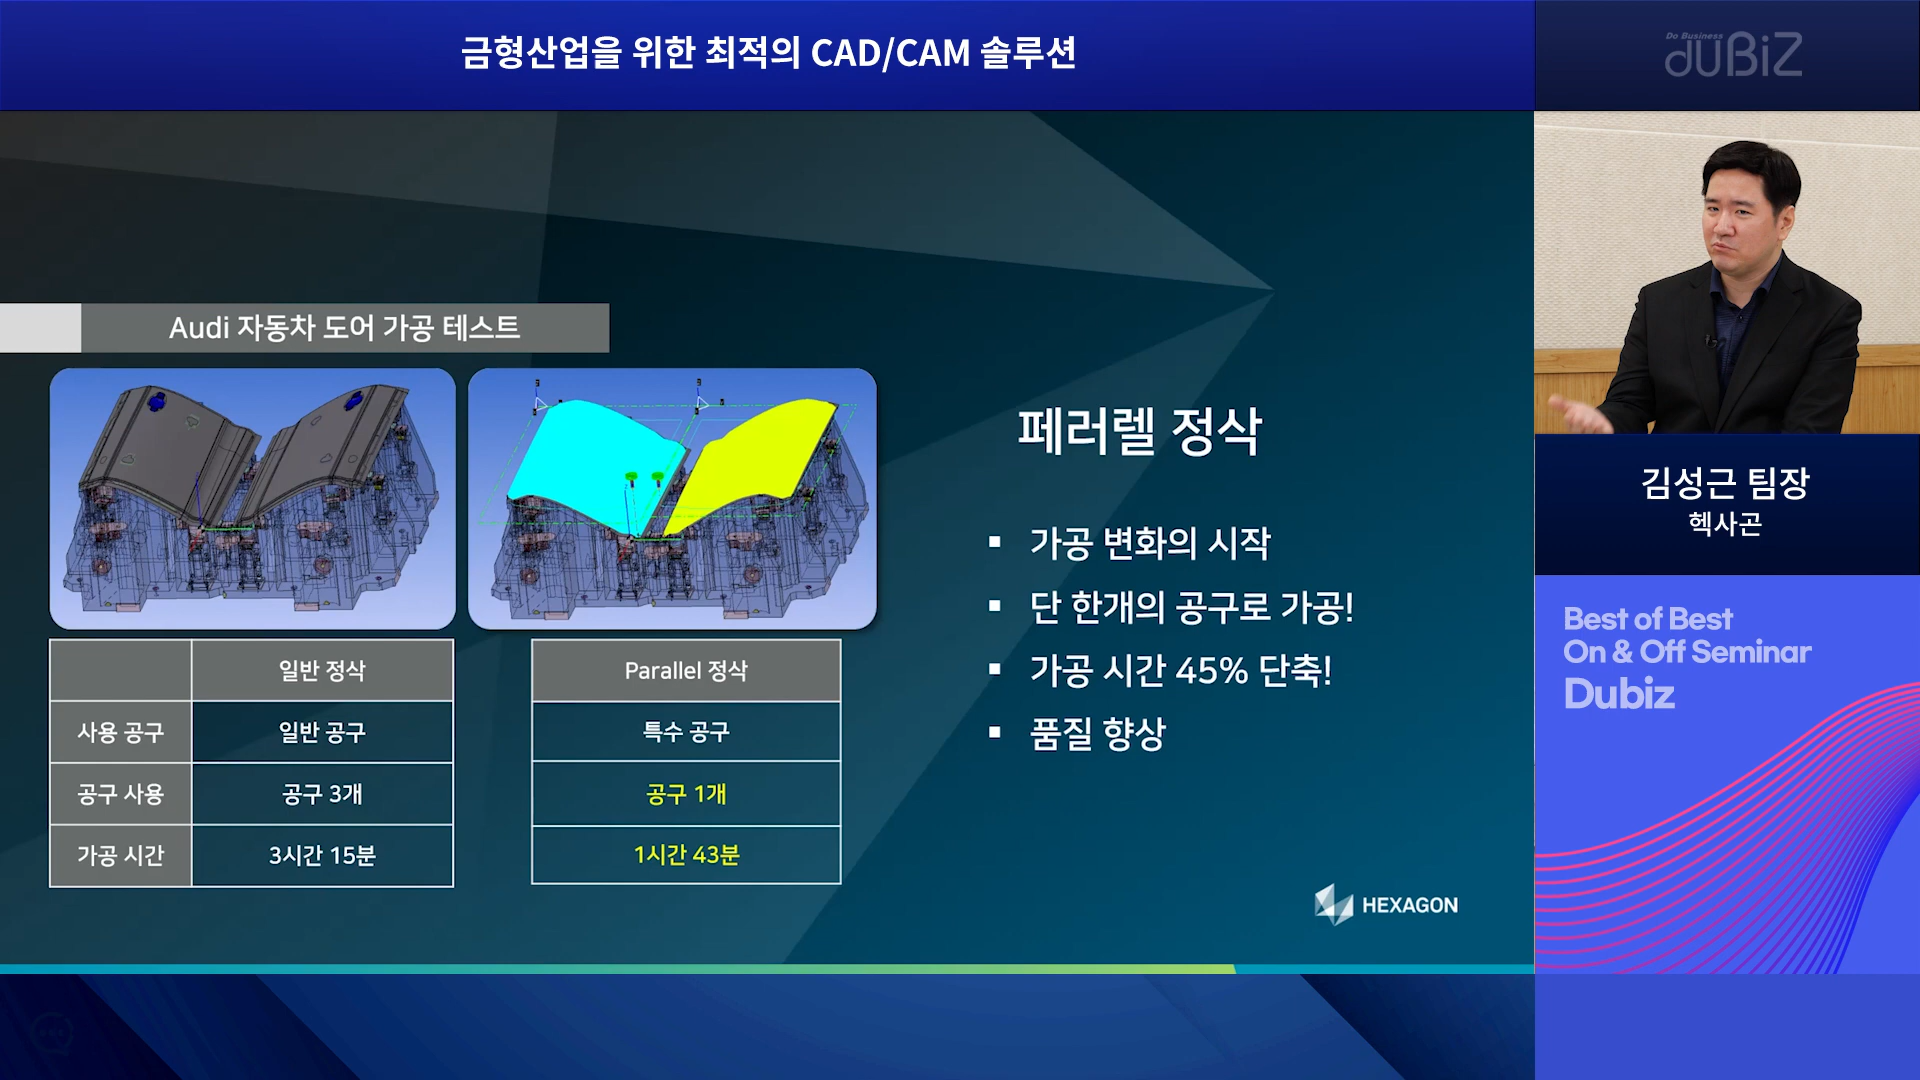 금형산업을 위한 최적의 CAD/CAM 솔루션
Do Business
duBiZ
Audi 자동차 도어 가공 테스트
일반 정삭
사용 공구 일반 공구
공구 사용 공구 3개
가공 시간 3시간 15분
Parallel 정삭
특수 공구
공구 1개
1시간 43분
페러렐 정삭
▪ 가공 변화의 시작
▪ 단 한개의 공구로 가공!
▪ 가공 시간 45% 단축!
▪ 품질 향상
HEXAGON
김성근 팀장
헥사곤
Best of Best
On & Off Seminar
Dubiz